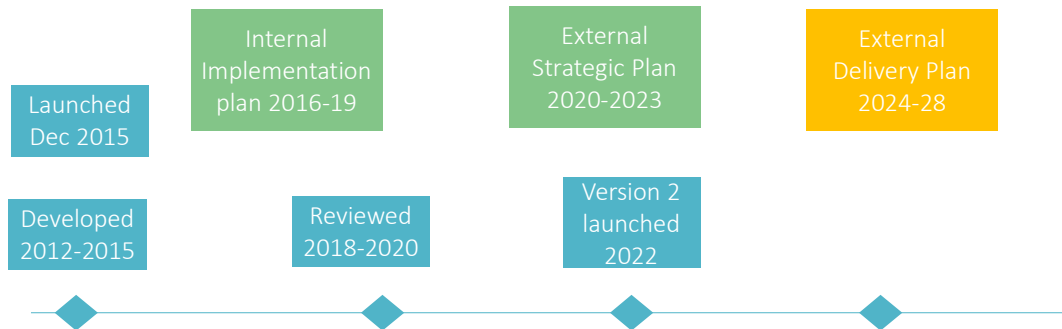 Internal
Implementation
plan 2016-19
External
Strategic Plan
2020-2023
External
Delivery Plan
2024-28
Launched
Dec 2015
Developed
2012-2015
Reviewed
2018-2020
Version 2
launched
2022